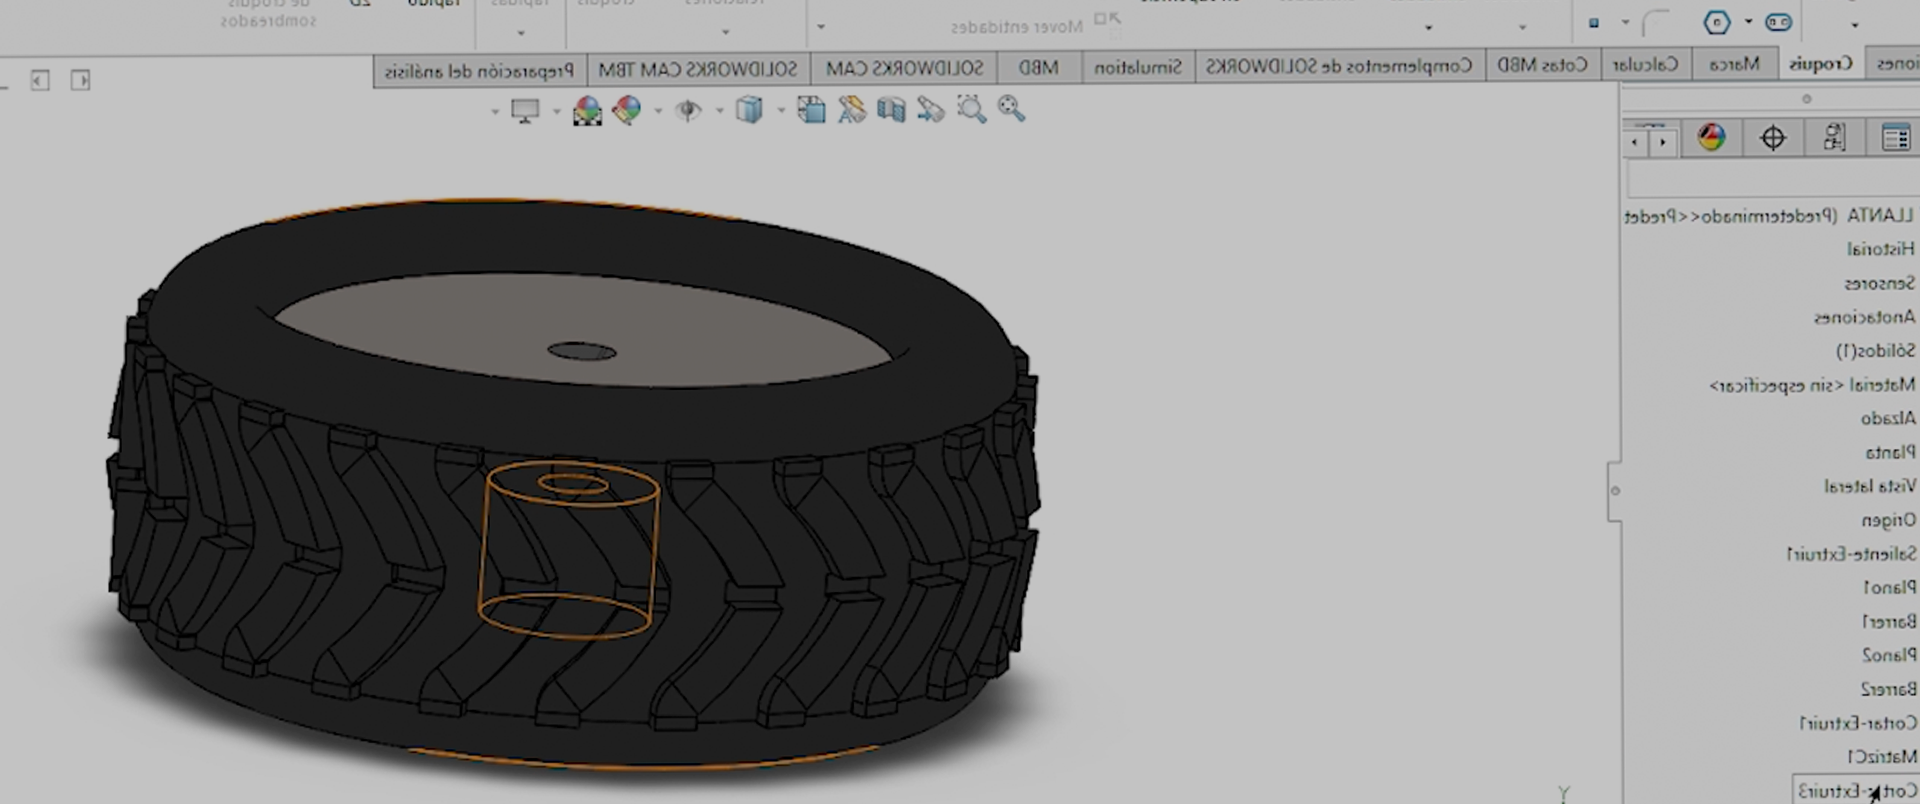 de croquis
sombreados
2D
rápido
rápidas
croquis
relaciones
Mover entidades
Croquis
Marca
Calcular
Cotas MBD
Complementos de SOLIDWORKS
Simulation
MBD
SOLIDWORKS CAM
SOLIDWORKS CAM TBM
Preparación del análisis
LLANTA (Predeterminado<<Predet
Historial
Sensores
Anotaciones
Sólidos(1)
Material <sin especificar>
Alzado
Planta
Vista lateral
Origen
Saliente-Extruir1
Plano1
Barrer1
Plano2
Barrer2
Cortar-Extruir1
MatrizC1
Cortar-Extruir3
Y